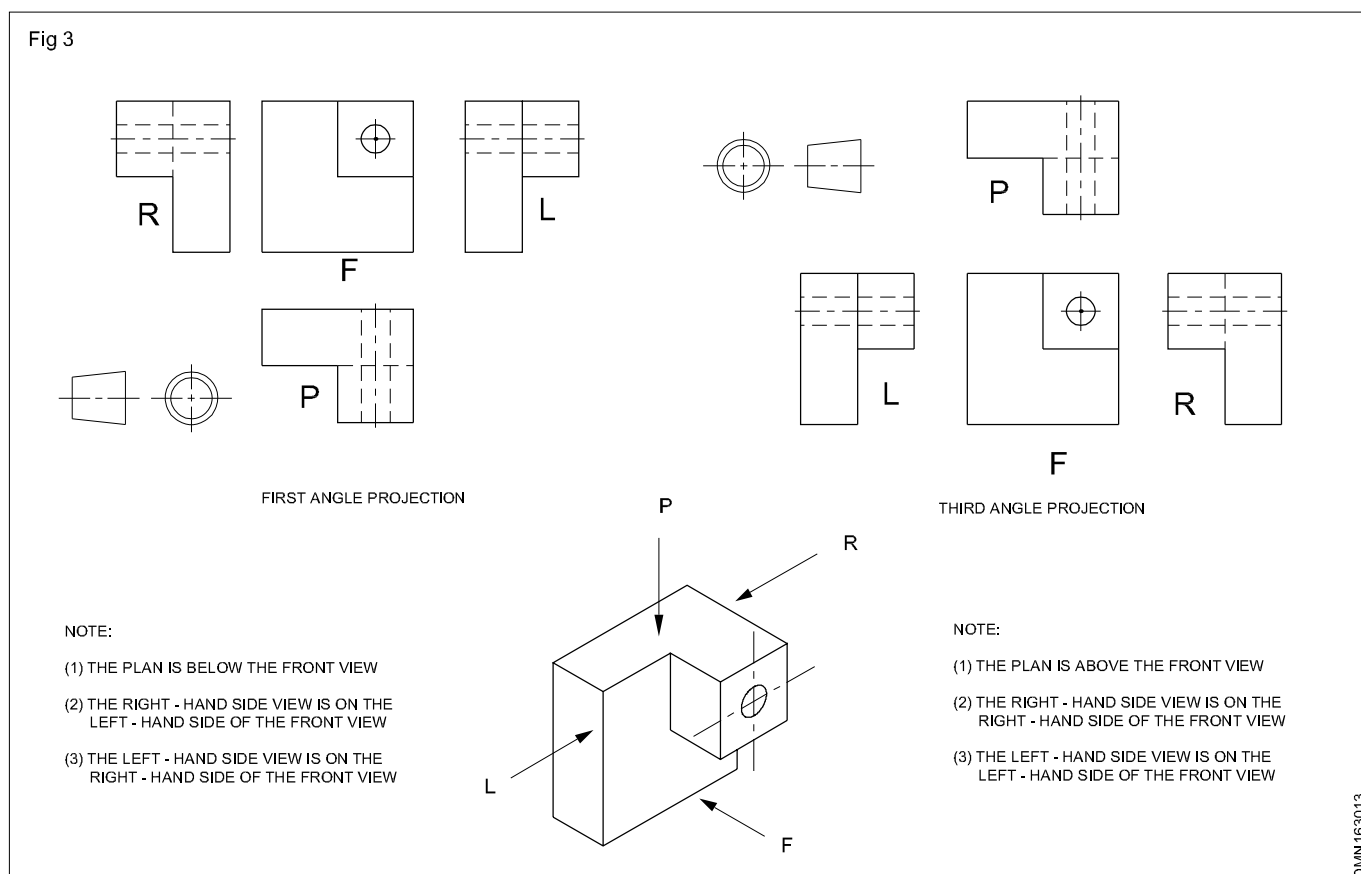 Fig 3
R
F
L
P
FIRST ANGLE PROJECTION
P
L
F
R
THIRD ANGLE PROJECTION
P
R
L
F
NOTE:
(1) THE PLAN IS BELOW THE FRONT VIEW
(2) THE RIGHT - HAND SIDE VIEW IS ON THE
LEFT - HAND SIDE OF THE FRONT VIEW
(3) THE LEFT - HAND SIDE VIEW IS ON THE
RIGHT - HAND SIDE OF THE FRONT VIEW
NOTE:
(1) THE PLAN IS ABOVE THE FRONT VIEW
(2) THE RIGHT - HAND SIDE VIEW IS ON THE
RIGHT - HAND SIDE OF THE FRONT VIEW
(3) THE LEFT - HAND SIDE VIEW IS ON THE
LEFT - HAND SIDE OF THE FRONT VIEW